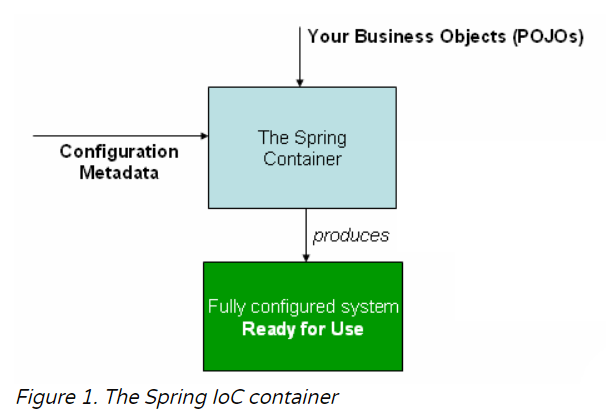 Your Business Objects (POJOs)
The Spring
Container
Configuration
Metadata
produces
Fully configured system
Ready for Use
Figure 1. The Spring IoC container